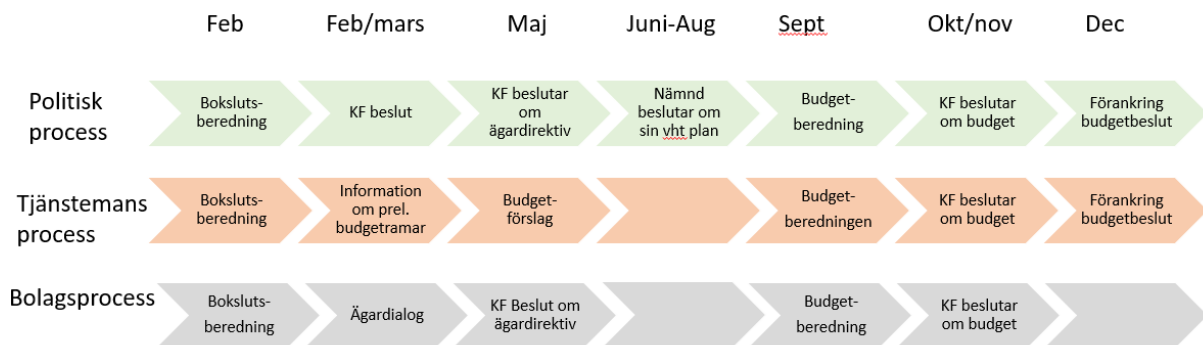 Feb
Feb/mars
Maj
Juni-Aug
Sept
Okt/nov
Dec
Politisk
process
Boksluts-
beredning
KF beslut
KF beslutar
om
ägardirektiv
Nämnd
beslutar om
sin vht plan
Budget-
beredning
KF beslutar
om budget
Förankring
budgetbeslut
Tjänstemans
process
Boksluts-
beredning
Information
om prel.
budgetramar
Budget-
förslag
Budget-
beredningen
KF beslutar
om budget
Förankring
budgetbeslut
Bolagsprocess
Boksluts-
beredning
Ägardialog
KF Beslut om
ägardirektiv
Budget-
beredning
KF beslutar
om budget